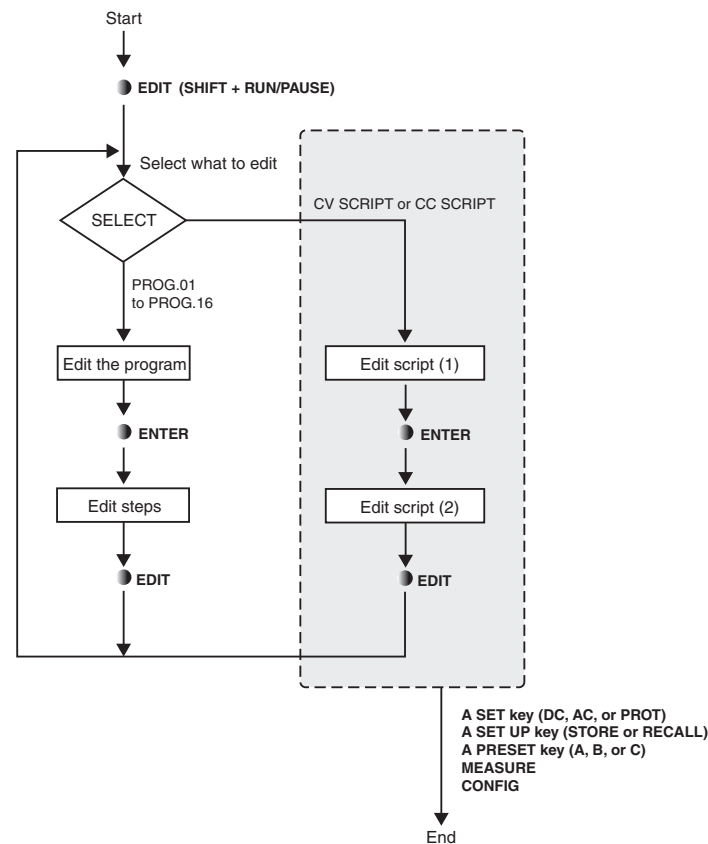 Start
EDIT (SHIFT + RUN/PAUSE)
Select what to edit
SELECT
CV SCRIPT or CC SCRIPT
PROG.01
to PROG.16
Edit the program
ENTER
Edit steps
EDIT
Edit script (1)
ENTER
Edit script (2)
EDIT
A SET key (DC, AC, or PROT)
A SET UP key (STORE or RECALL)
A PRESET key (A, B, or C)
MEASURE
CONFIG
End